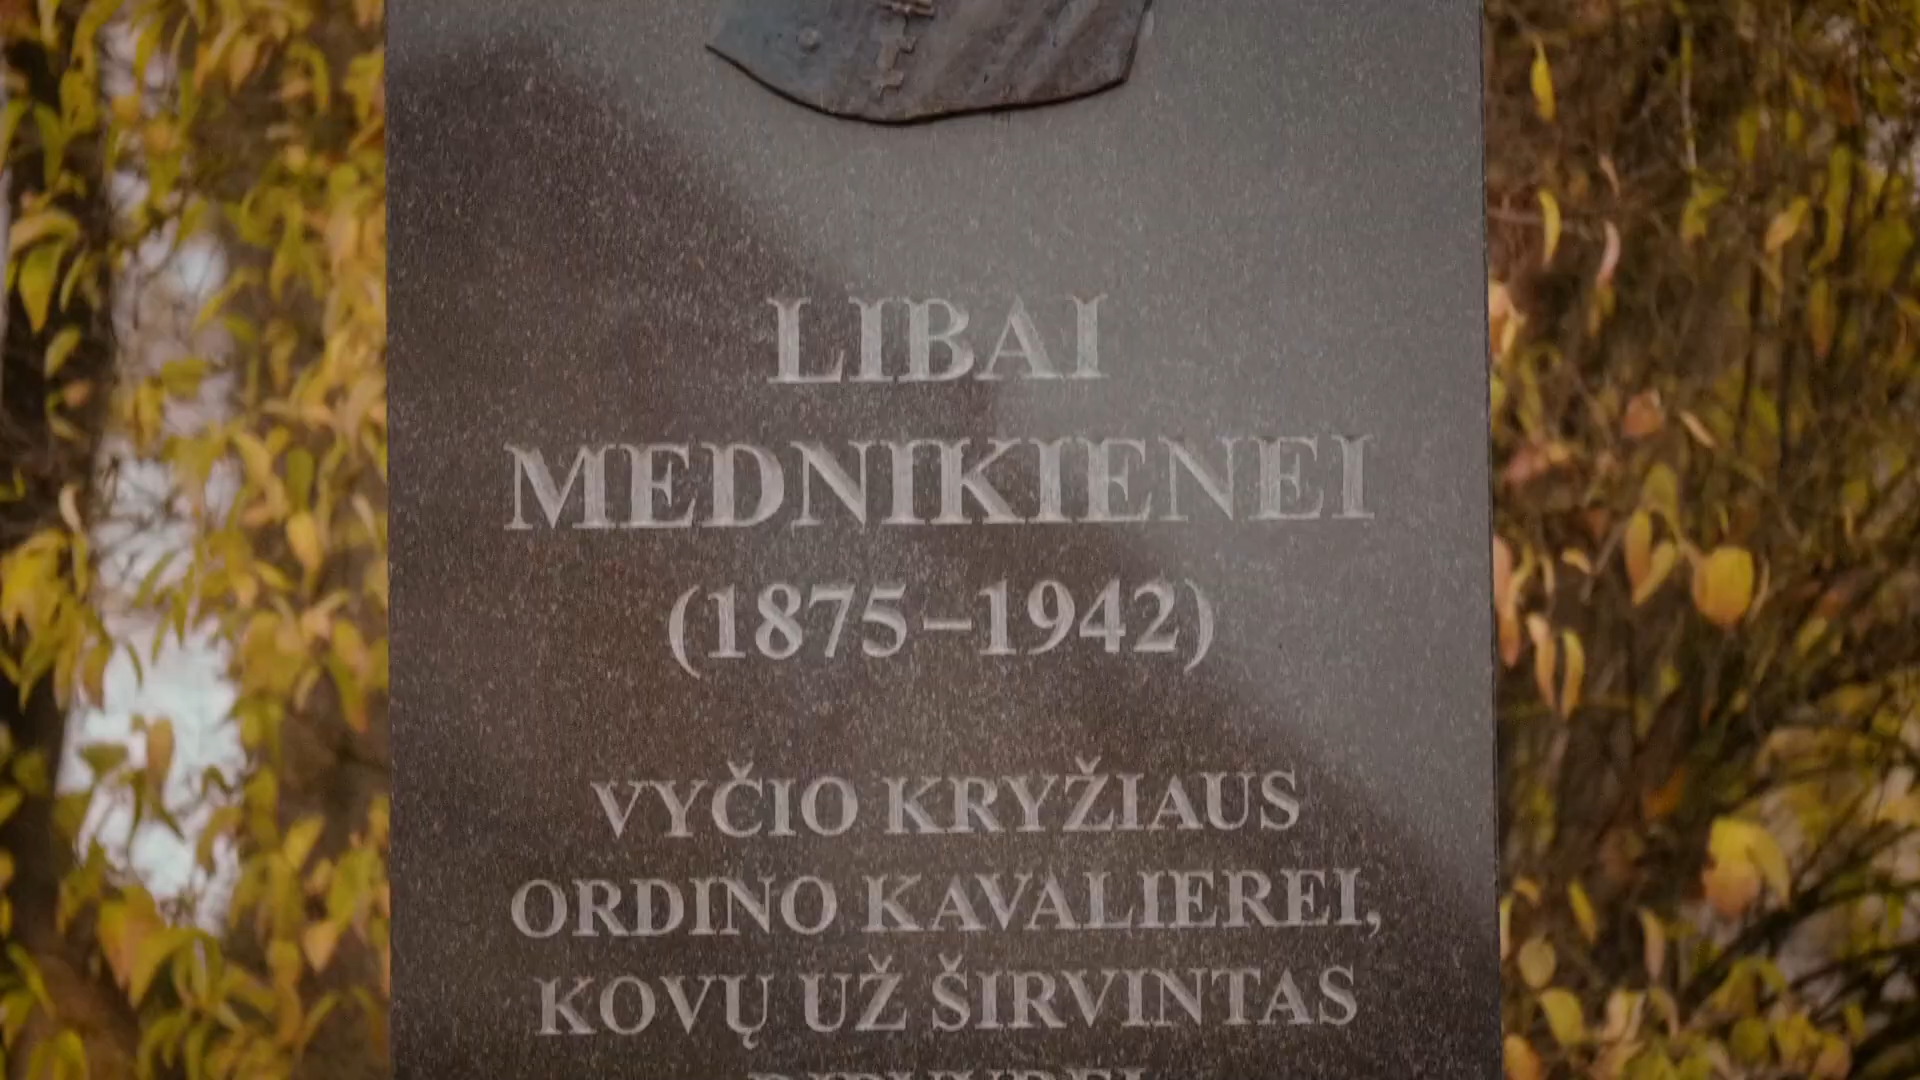 LIBAI
MEDNIKIENEI
(1875–1942)
VYČIO KRYŽIAUS
ORDINO KAVALIEREI,
KOVŲ UŽ ŠIRVINTAS